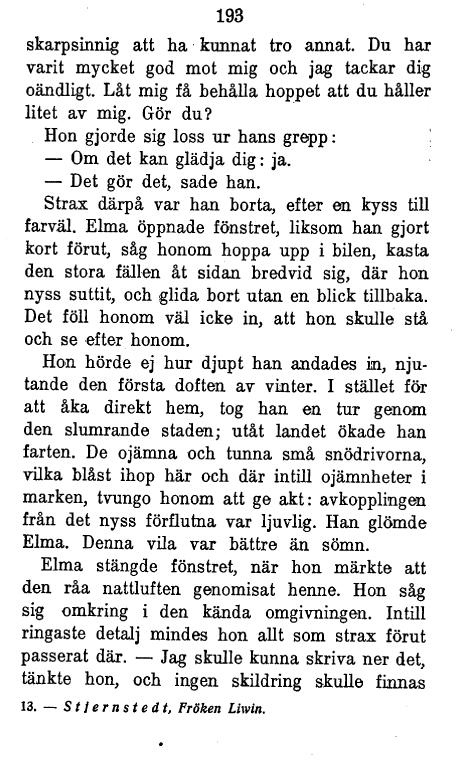 193
skarpsinnig att ha kunnat tro annat. Du har
varit mycket god mot mig och jag tackar dig
oändligt. Låt mig få behålla hoppet att du håller
litet av mig. Gör du?
Hon gjorde sig loss ur hans grepp:
— Om det kan glädja dig: ja.
— Det gör det, sade han.
Strax därpå var han borta, efter en kyss till
farväl. Elma öppnade fönstret, liksom han gjort
kort förut, såg honom hoppa upp i bilen, kasta
den stora fällen åt sidan bredvid sig, där hon
nyss suttit, och glida bort utan en blick tillbaka.
Det föll honom väl icke in, att hon skulle stå
och se efter honom.
Hon hörde ej hur djupt han andades in, nju-
tande den första doften av vinter. I stället för
att åka direkt hem, tog han en tur genom
den slumrande staden; utåt landet ökade han
farten. De ojämna och tunna små snödrivorna,
vilka blåst ihop här och där intill ojämnheter i
marken, tvungo honom att ge akt: avkopplingen
från det nyss förflutna var ljuvlig. Han glömde
Elma. Denna vila var bättre än sömn.
Elma stängde fönstret, när hon märkte att
den råa nattluften genomisat henne. Hon såg
sig omkring i den kända omgivningen. Intill
ringaste detalj mindes hon allt som strax förut
passerat där. — Jag skulle kunna skriva ner det,
tänkte hon, och ingen skildring skulle finnas
13. — Stjernstedt, Fröken Liwin.